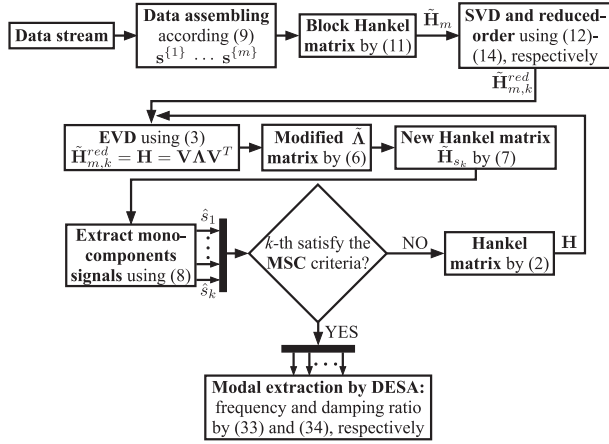 Data stream
Data assembling
according (9)
s^{1} ⋯ s^{m}
Block Hankel
matrix by (11)
H̃_m
SVD and reduced-
order using (12)-
(14), respectively
H̃^{red}_{m,k}
EVD using (3)
H̃^{red}_{m,k} = H = VΛV^T
Modified Λ̃
matrix by (6)
New Hankel matrix
H̃_{s_k} by (7)
Extract mono-
components
signals using (8)
ŝ_1
⋮
ŝ_k
k-th satisfy the
MSC criteria?
NO
Hankel
matrix by (2)
H
YES
⋯
Modal extraction by DESA:
frequency and damping ratio
by (33) and (34), respectively